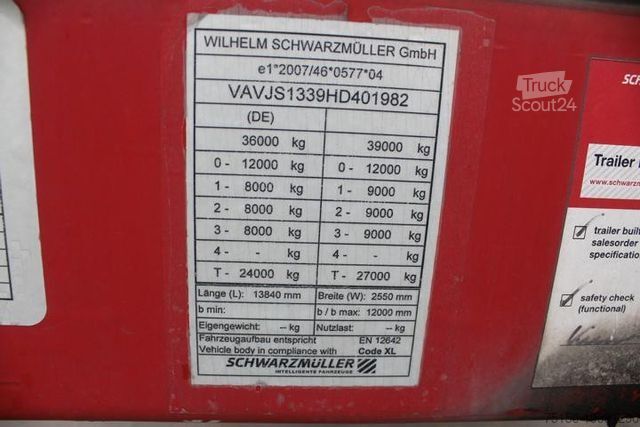 WILHELM SCHWARZMÜLLER GmbH
e1*2007/46*0577*04
VAVJS1339HD401982
(DE)
36000 kg 39000 kg
0 - 12000 kg 0 - 12000 kg
1 - 8000 kg 1 - 9000 kg
2 - 8000 kg 2 - 9000 kg
3 - 8000 kg 3 - 9000 kg
4 - - kg 4 - - kg
T - 24000 kg T - 27000 kg
Länge (L): 13840 mm Breite (W): 2550 mm
b min: b / b max: 12000 mm
Eigengewicht: -- kg Nutzlast: -- kg
Fahrzeugaufbau entspricht EN 12642
Vehicle body in compliance with Code XL
SCHWARZMÜLLER
INTELLIGENTE FAHRZEUGE
Truck
Scout24
Trailer
www.schwarzm
trailer built
salesorder
specification
safety check
(functional)